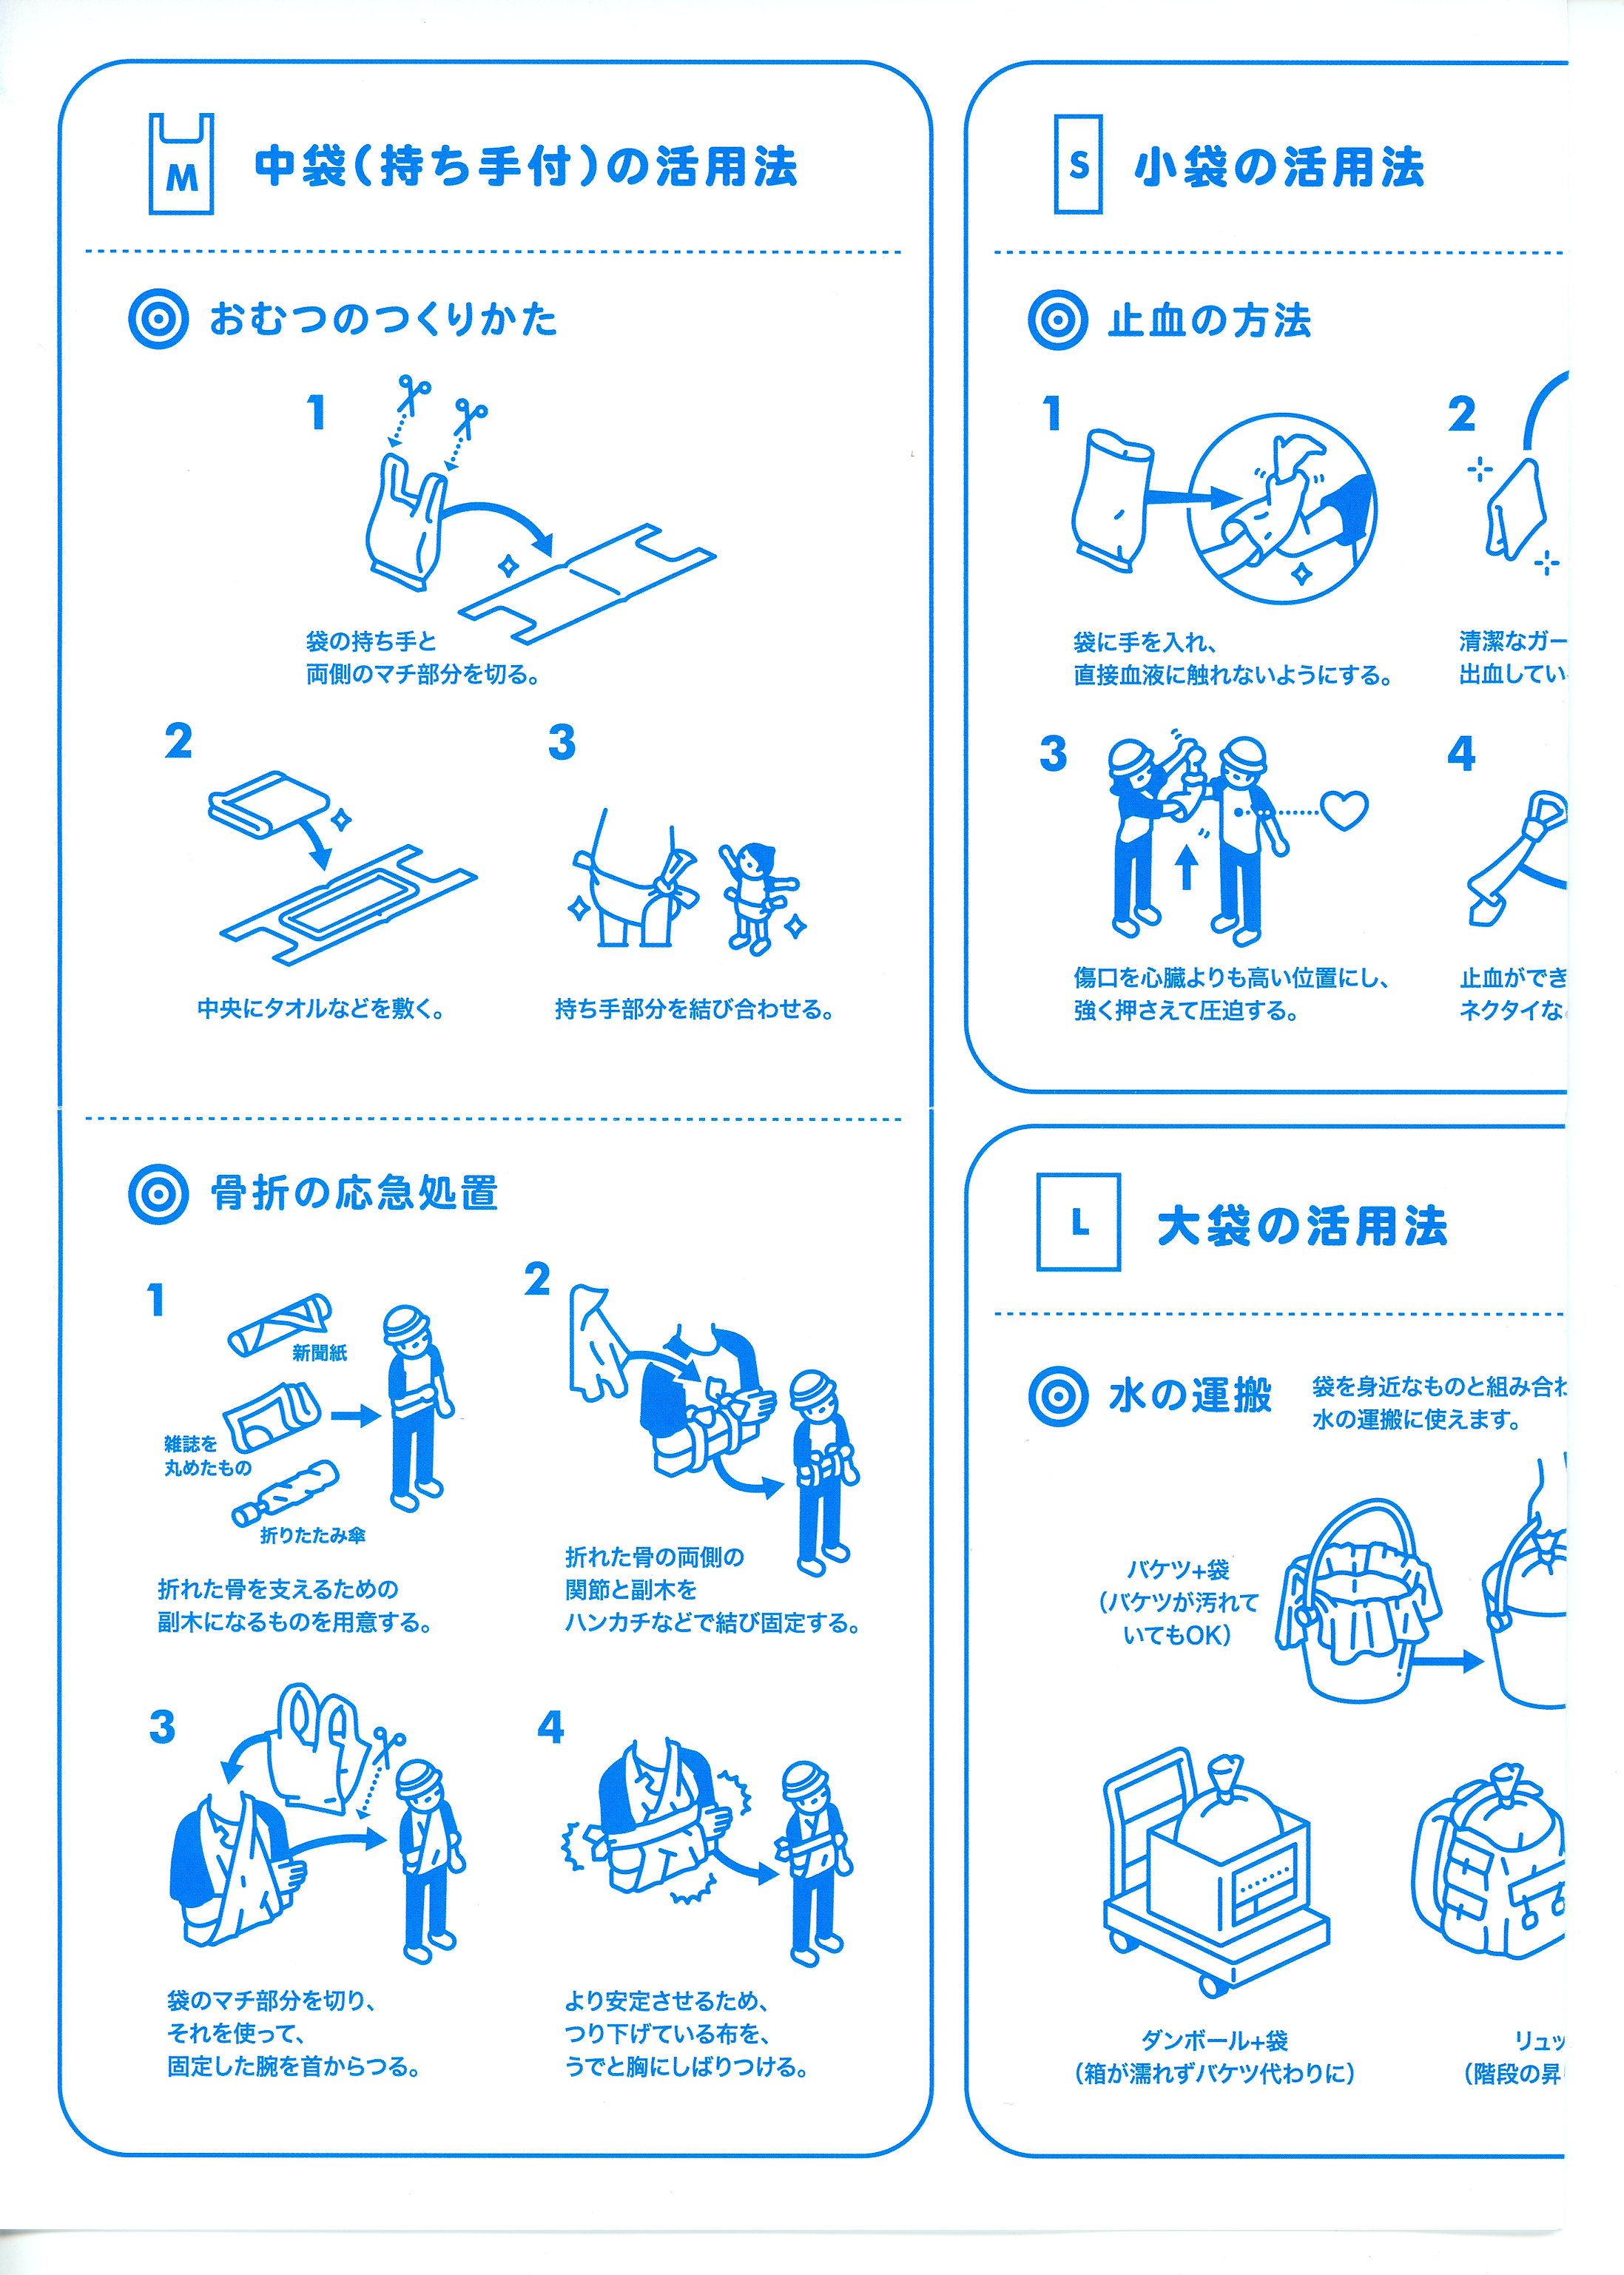 M
中袋（持ち手付）の活用法
おむつのつくりかた
1
袋の持ち手と
両側のマチ部分を切る。
2
中央にタオルなどを敷く。
3
持ち手部分を結び合わせる。
骨折の応急処置
1
新聞紙
雑誌を
丸めたもの
折りたたみ傘
折れた骨を支えるための
副木になるものを用意する。
2
折れた骨の両側の
関節と副木を
ハンカチなどで結び固定する。
3
袋のマチ部分を切り、
それを使って、
固定した腕を首からつる。
4
より安定させるため、
つり下げている布を、
うでと胸にしばりつける。
S
小袋の活用法
止血の方法
1
袋に手を入れ、
直接血液に触れないようにする。
2
清潔なガー
出血してい
3
傷口を心臓よりも高い位置にし、
強く押さえて圧迫する。
4
止血ができ
ネクタイな
L
大袋の活用法
水の運搬
袋を身近なものと組み合わ
水の運搬に使えます。
バケツ+袋
（バケツが汚れて
いてもOK）
ダンボール+袋
（箱が濡れずバケツ代わりに）
リュッ
（階段の昇